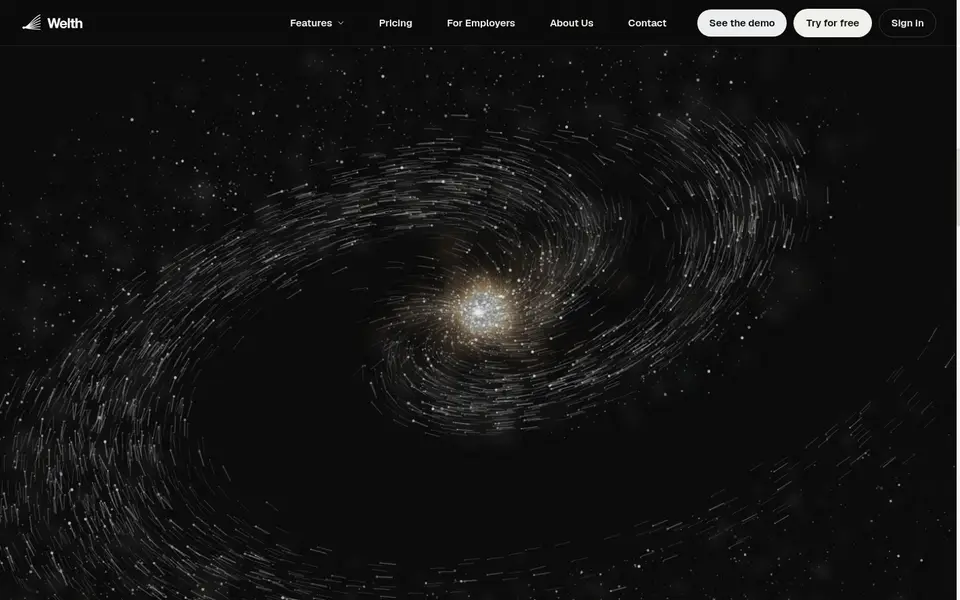 Welth
Features
Pricing
For Employers
About Us
Contact
See the demo
Try for free
Sign in